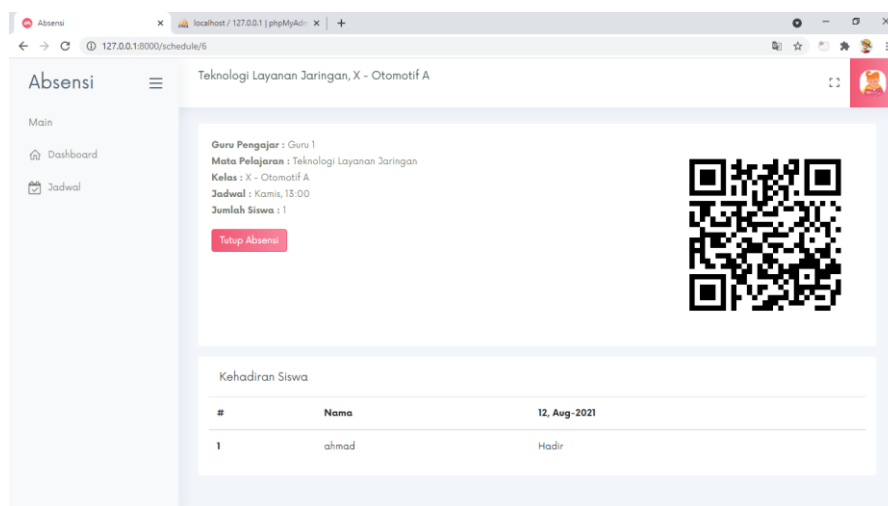 Absensi
localhost / 127.0.0.1 | phpMyAdm
127.0.0.1:8000/schedule/6
Absensi
Teknologi Layanan Jaringan, X - Otomotif A
Main
Dashboard
Jadwal
Guru Pengajar : Guru 1
Mata Pelajaran : Teknologi Layanan Jaringan
Kelas : X - Otomotif A
Jadwal : Kamis, 13:00
Jumlah Siswa : 1
Tutup Absensi
Kehadiran Siswa
# Nama 12, Aug-2021
1 ahmad Hadir